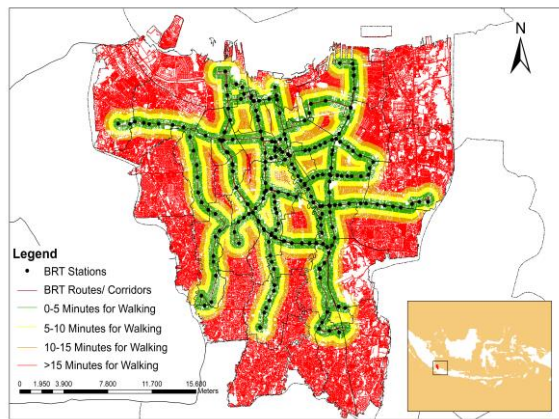 N
Legend
BRT Stations
BRT Routes/ Corridors
0-5 Minutes for Walking
5-10 Minutes for Walking
10-15 Minutes for Walking
>15 Minutes for Walking
0 1.950 3.900 7.800 11.700 15.600
Meters